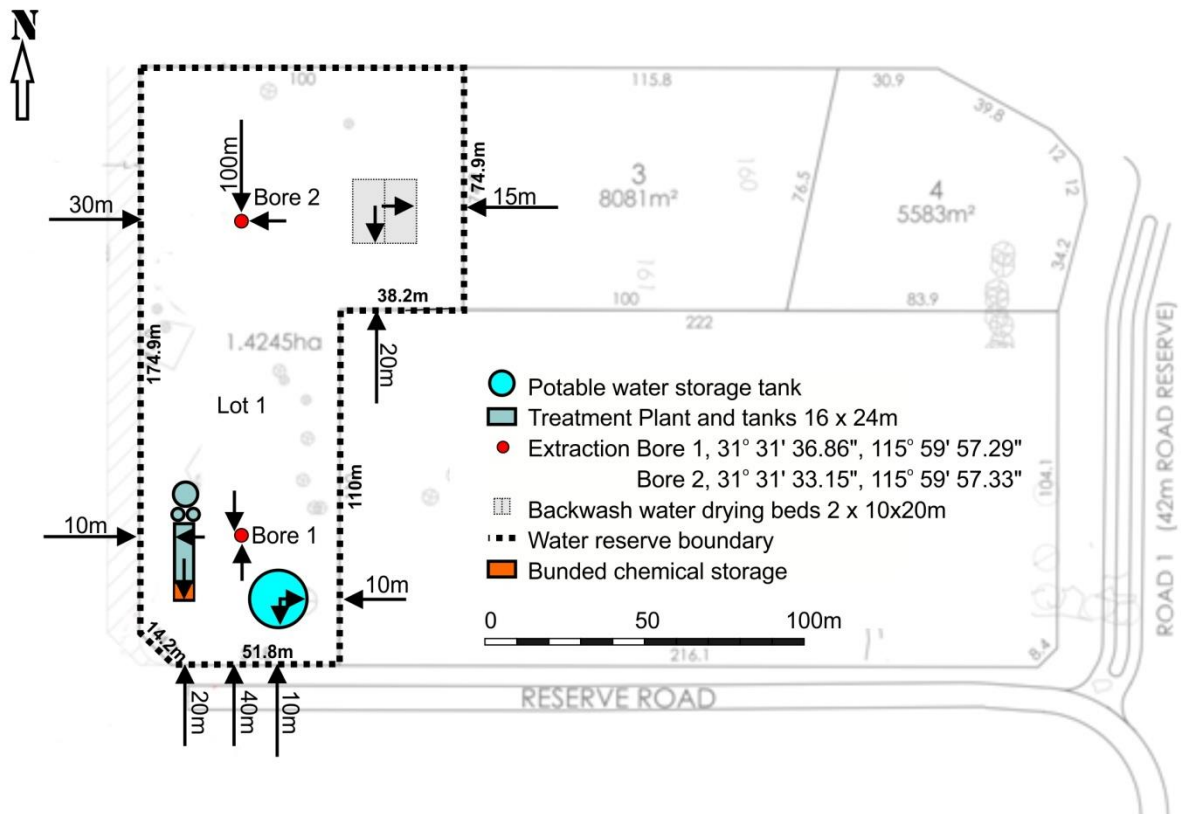 N
100
115.8
30.9
39.8
12
12
34.2
100m
Bore 2
30m
74.9m
15m
3
8081m²
160
76.5
4
5583m²
38.2m
100
83.9
222
161
174.9m
1.4245ha
20m
Lot 1
110m
Potable water storage tank
Treatment Plant and tanks 16 x 24m
Extraction Bore 1, 31° 31' 36.86", 115° 59' 57.29"
Bore 2, 31° 31' 33.15", 115° 59' 57.33"
Backwash water drying beds 2 x 10x20m
Water reserve boundary
Bunded chemical storage
104.1
ROAD 1 (42m ROAD RESERVE)
10m
Bore 1
10m
0 50 100m
14.2m
51.8m
216.1
8.4
20m
40m
10m
RESERVE ROAD